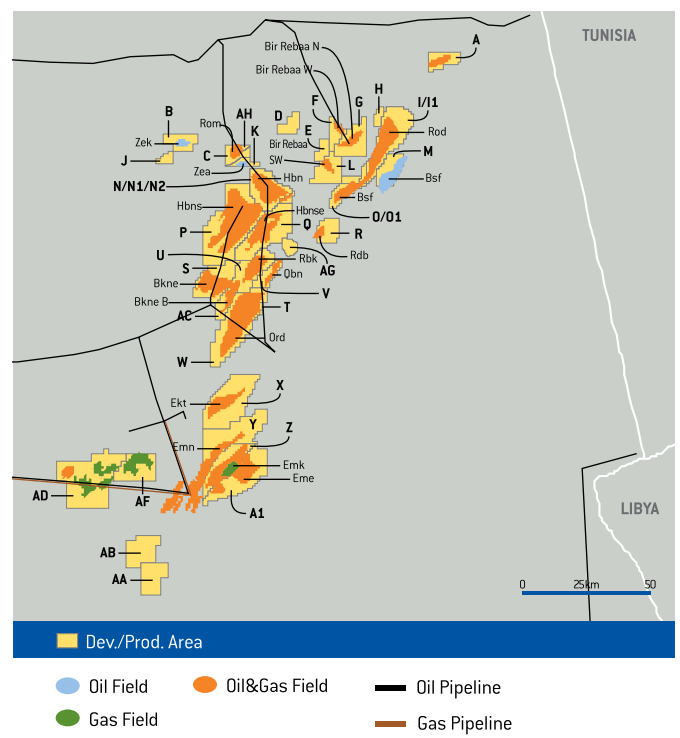 TUNISIA
A
Bir Rebaa N
Bir Rebaa W
H
I/I1
F
G
B
D
AH
Rom
K
E
Rod
Zek
Bir Rebaa
M
J
C
SW
L
Zea
Hbn
Bsf
N/N1/N2
Bsf
Hbns
Hbnse
O/O1
P
Q
R
U
Rbk
Rdb
AG
S
Qbn
Bkne
V
Bkne B
T
AC
Ord
W
X
Ekt
Y
Z
Emn
Emk
Eme
AD
AF
A1
LIBYA
AB
AA
0 25km 50
Dev./Prod. Area
Oil Field
Oil&Gas Field
Oil Pipeline
Gas Field
Gas Pipeline